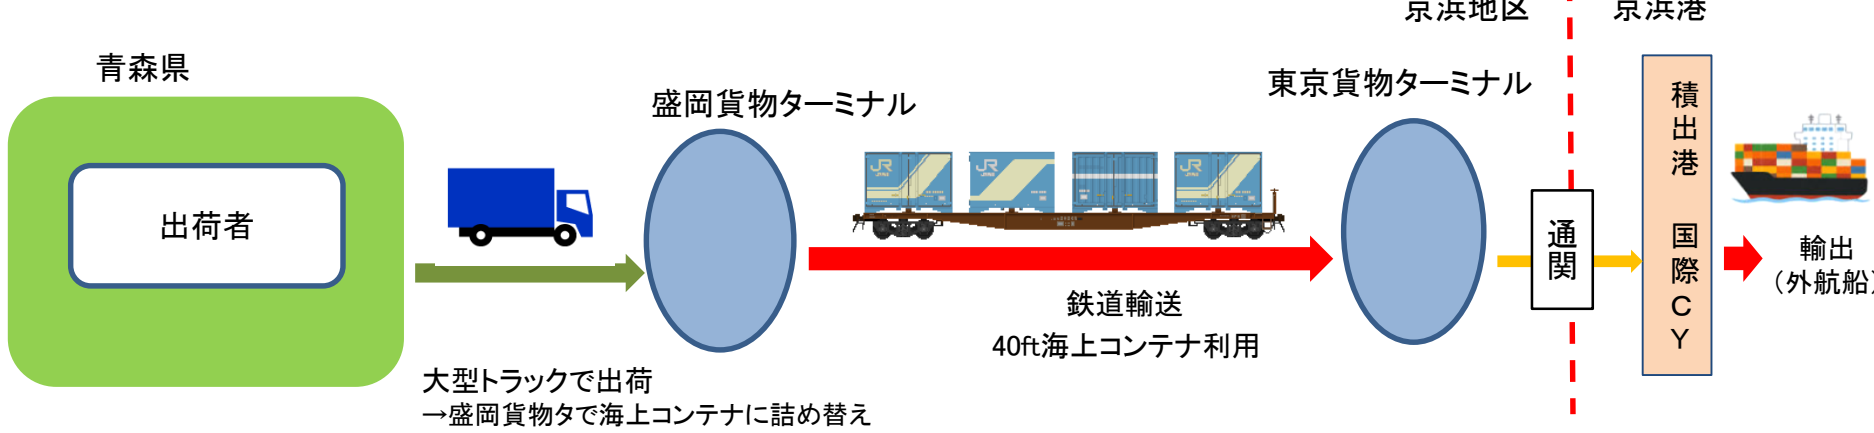 京浜地区
京浜港
青森県
盛岡貨物ターミナル
東京貨物ターミナル
出荷者
JR
JR
JR
通関
積出港 国際CY
輸出
(外航船)
鉄道輸送
40ft海上コンテナ利用
大型トラックで出荷
→盛岡貨物タで海上コンテナに詰め替え